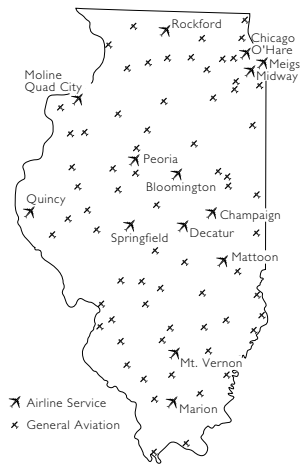 Rockford
Chicago
O'Hare
Meigs
Midway
Moline
Quad City
Peoria
Bloomington
Quincy
Champaign
Springfield
Decatur
Mattoon
Mt. Vernon
Airline Service
Marion
General Aviation